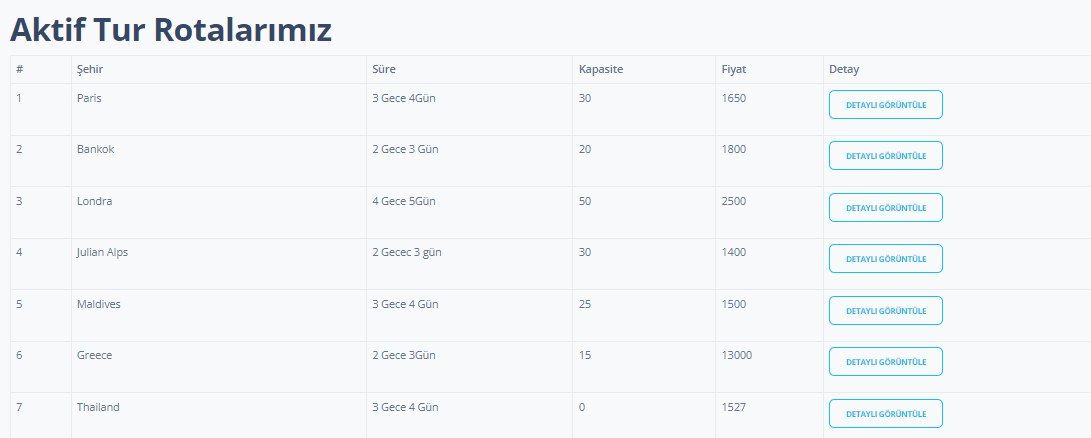 Aktif Tur Rotalarımız
# Şehir Süre Kapasite Fiyat Detay
1 Paris 3 Gece 4Gün 30 1650 DETAYLI GÖRÜNTÜLE
2 Bankok 2 Gece 3 Gün 20 1800 DETAYLI GÖRÜNTÜLE
3 Londra 4 Gece 5Gün 50 2500 DETAYLI GÖRÜNTÜLE
4 Julian Alps 2 Gecec 3 gün 30 1400 DETAYLI GÖRÜNTÜLE
5 Maldives 3 Gece 4 Gün 25 1500 DETAYLI GÖRÜNTÜLE
6 Greece 2 Gece 3Gün 15 13000 DETAYLI GÖRÜNTÜLE
7 Thailand 3 Gece 4 Gün 0 1527 DETAYLI GÖRÜNTÜLE